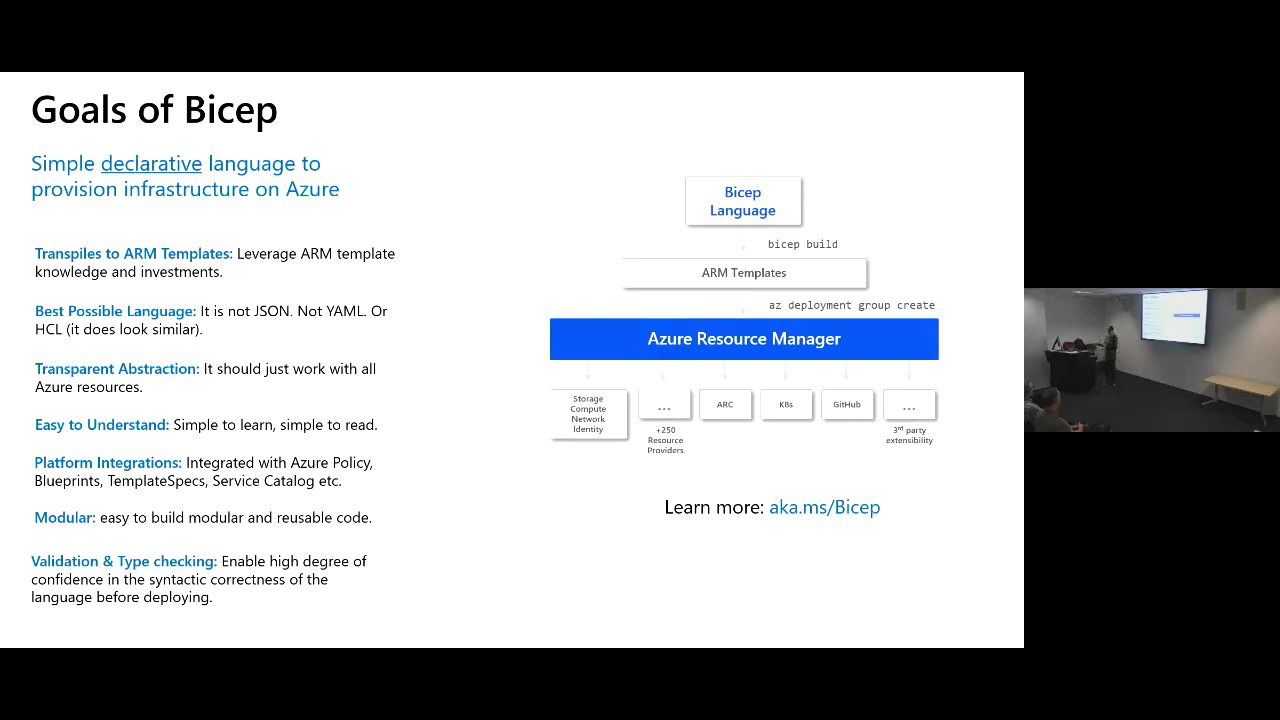 Goals of Bicep
Simple declarative language to
provision infrastructure on Azure
Transpiles to ARM Templates: Leverage ARM template
knowledge and investments.
Best Possible Language: It is not JSON. Not YAML. Or
HCL (it does look similar).
Transparent Abstraction: It should just work with all
Azure resources.
Easy to Understand: Simple to learn, simple to read.
Platform Integrations: Integrated with Azure Policy,
Blueprints, TemplateSpecs, Service Catalog etc.
Modular: easy to build modular and reusable code.
Validation & Type checking: Enable high degree of
confidence in the syntactic correctness of the
language before deploying.
Bicep
Language
bicep build
ARM Templates
az deployment group create
Azure Resource Manager
Storage
Compute
Network
Identity
...
+250
Resource
Providers
ARC
K8s
GitHub
...
3rd party
extensibility
Learn more: aka.ms/Bicep